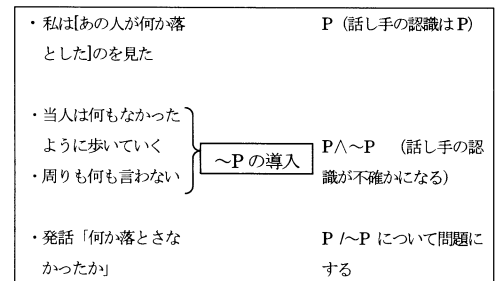 ・私は[あの人が何か落
とした]のを見た
P（話し手の認識は P）
・当人は何もなかった
ように歩いていく
・周りも何も言わない
～P の導入
P∧～P （話し手の認
識が不確かになる）
・発話「何か落とさな
かったか」
P /～P について問題に
する